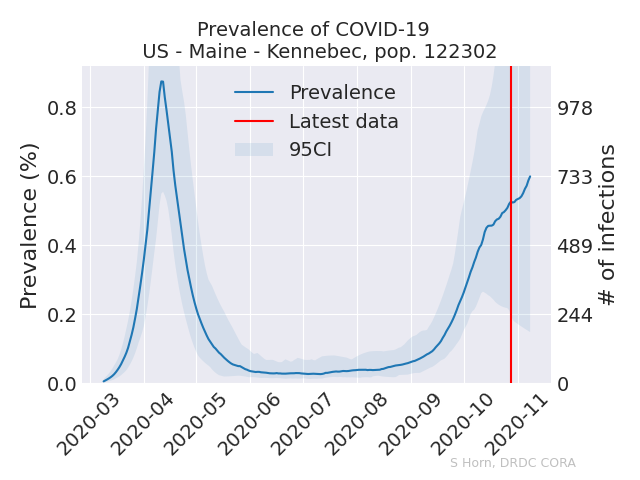 Prevalence of COVID-19
US - Maine - Kennebec, pop. 122302
Prevalence
Latest data
95CI
Prevalence (%)
0.8
0.6
0.4
0.2
0.0
978
733
489
244
0
# of infections
2020-03
2020-04
2020-05
2020-06
2020-07
2020-08
2020-09
2020-10
2020-11
S Horn, DRDC CORA